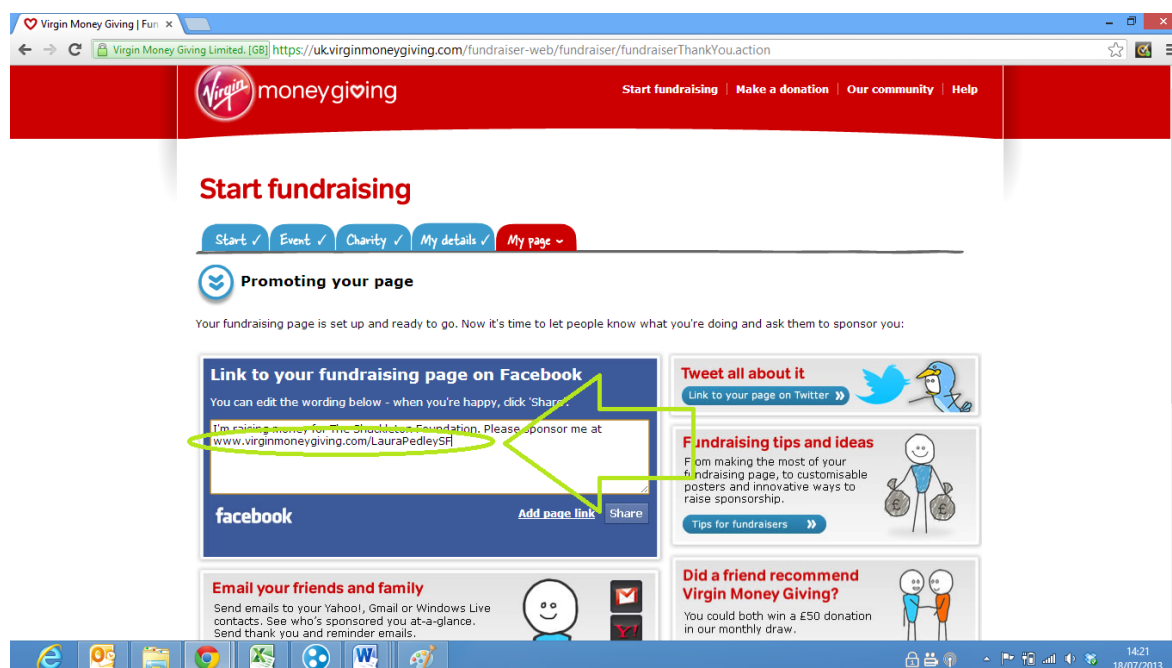 Virgin Money Giving | Fun
Virgin Money Giving Limited. [GB] https://uk.virginmoneygiving.com/fundraiser-web/fundraiser/fundraiserThankYou.action
Virgin money giving
Start fundraising | Make a donation | Our community | Help
Start fundraising
Start ✓ Event ✓ Charity ✓ My details ✓ My page
Promoting your page
Your fundraising page is set up and ready to go. Now it's time to let people know what you're doing and ask them to sponsor you:
Link to your fundraising page on Facebook
You can edit the wording below - when you're happy, click 'Share'.
I'm raising money for The Shackleton Foundation. Please sponsor me at
www.virginmoneygiving.com/LauraPedleySF
facebook
Add page link
Share
Tweet all about it
Link to your page on Twitter
Fundraising tips and ideas
From making the most of your
fundraising page, to customisable
posters and innovative ways to
raise sponsorship.
Tips for fundraisers
£ £
Email your friends and family
Send emails to your Yahoo!, Gmail or Windows Live
contacts. See who's sponsored you at-a-glance.
Send thank you and reminder emails.
Y!
Did a friend recommend
Virgin Money Giving?
You could both win a £50 donation
in our monthly draw.
14:21
18/07/2013